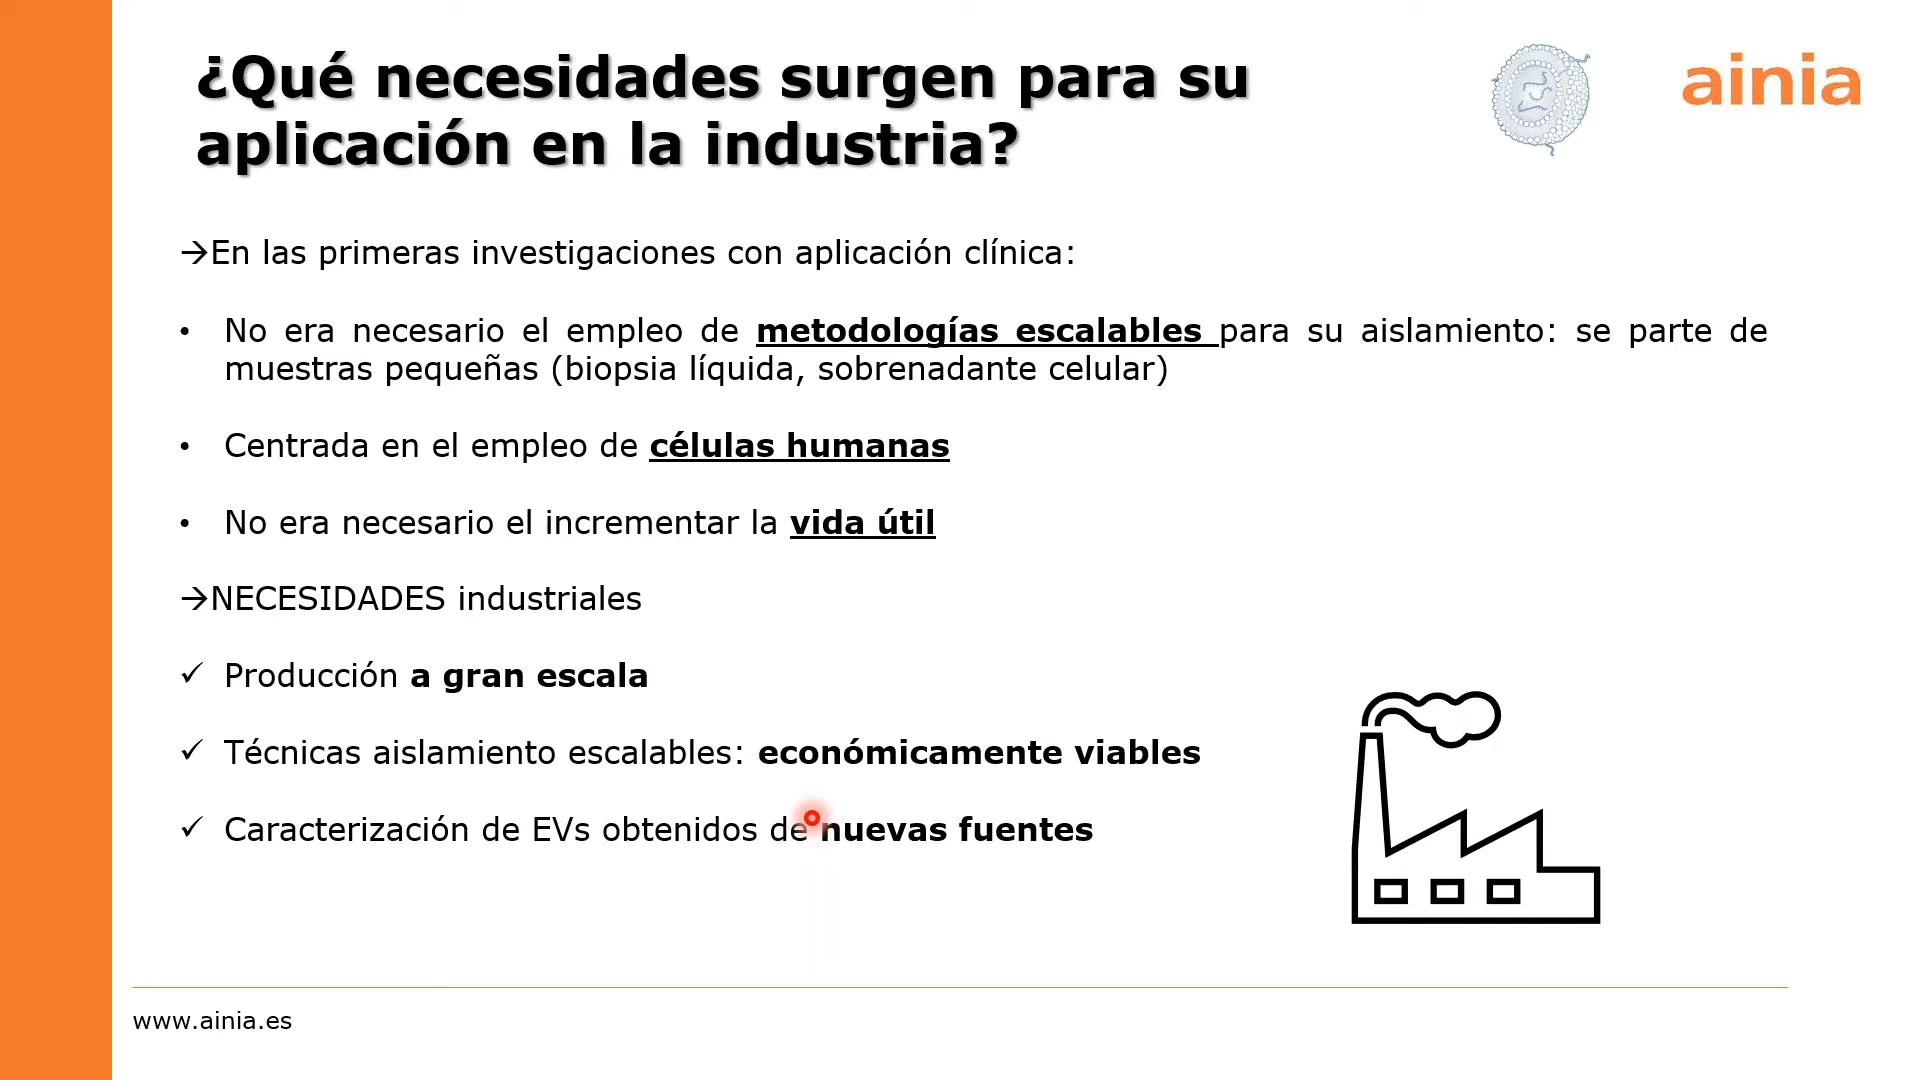 ¿Qué necesidades surgen para su
aplicación en la industria?
ainia
→En las primeras investigaciones con aplicación clínica:
• No era necesario el empleo de metodologías escalables para su aislamiento: se parte de
muestras pequeñas (biopsia líquida, sobrenadante celular)
• Centrada en el empleo de células humanas
• No era necesario el incrementar la vida útil
→NECESIDADES industriales
✓ Producción a gran escala
✓ Técnicas aislamiento escalables: económicamente viables
✓ Caracterización de EVs obtenidos de nuevas fuentes
www.ainia.es